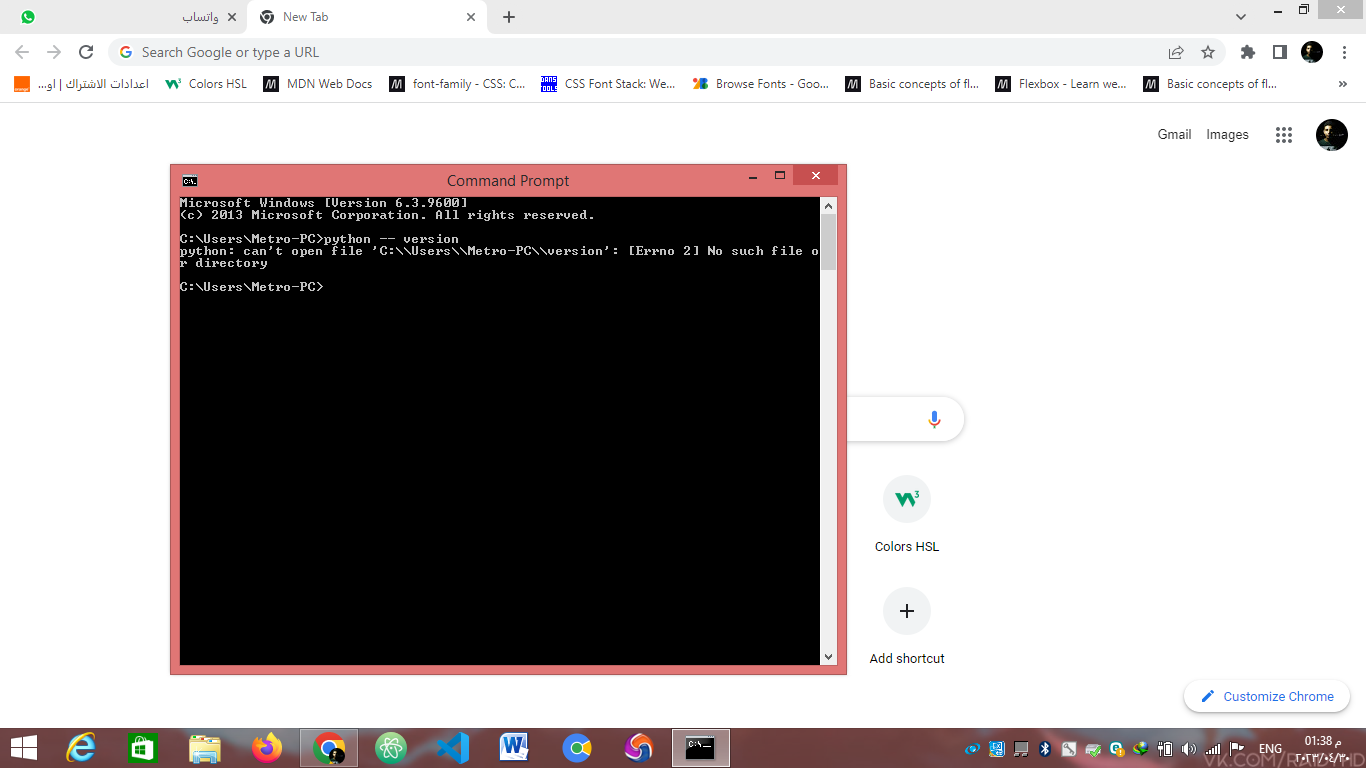 واتساب
New Tab
Search Google or type a URL
اعدادات الاشتراك | او...
Colors HSL
MDN Web Docs
font-family - CSS: C...
CSS Font Stack: We...
Browse Fonts - Goo...
Basic concepts of fl...
Flexbox - Learn we...
Basic concepts of fl...
Gmail
Images
Command Prompt
Microsoft Windows [Version 6.3.9600]
(c) 2013 Microsoft Corporation. All rights reserved.
C:\Users\Metro-PC>python -- version
python: can't open file 'C:\\Users\\Metro-PC\\version': [Errno 2] No such file o
r directory
C:\Users\Metro-PC>
Colors HSL
Add shortcut
Customize Chrome
ENG
01:38 م
٢٠٢٣/٠٤/٣٠